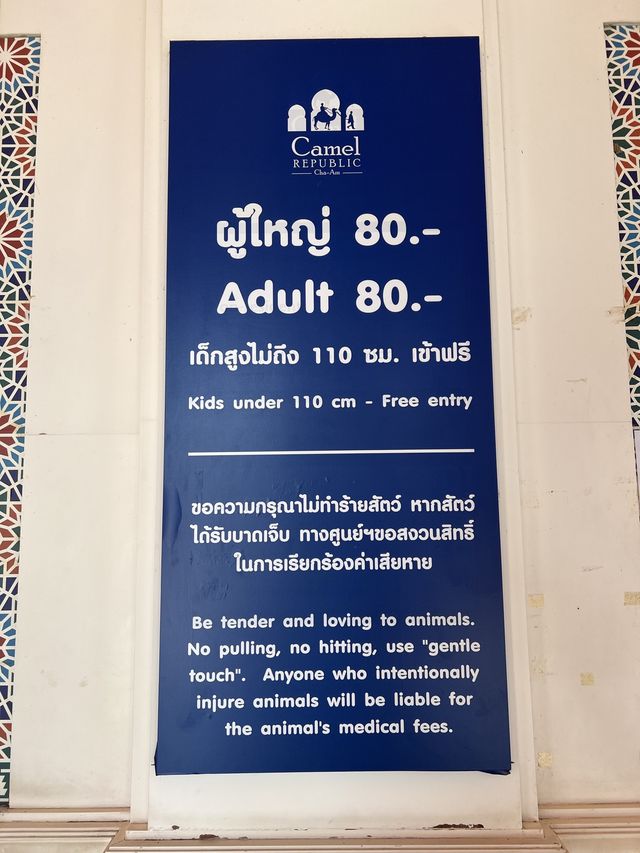 Camel
REPUBLIC
Cha-Am
ผู้ใหญ่ 80.-
Adult 80.-
เด็กสูงไม่ถึง 110 ซม. เข้าฟรี
Kids under 110 cm - Free entry
ขอความกรุณาไม่ทำร้ายสัตว์ หากสัตว์
ได้รับบาดเจ็บ ทางศูนย์ฯขอสงวนสิทธิ์
ในการเรียกร้องค่าเสียหาย
Be tender and loving to animals.
No pulling, no hitting, use "gentle
touch".  Anyone who intentionally
injure animals will be liable for
the animal's medical fees.